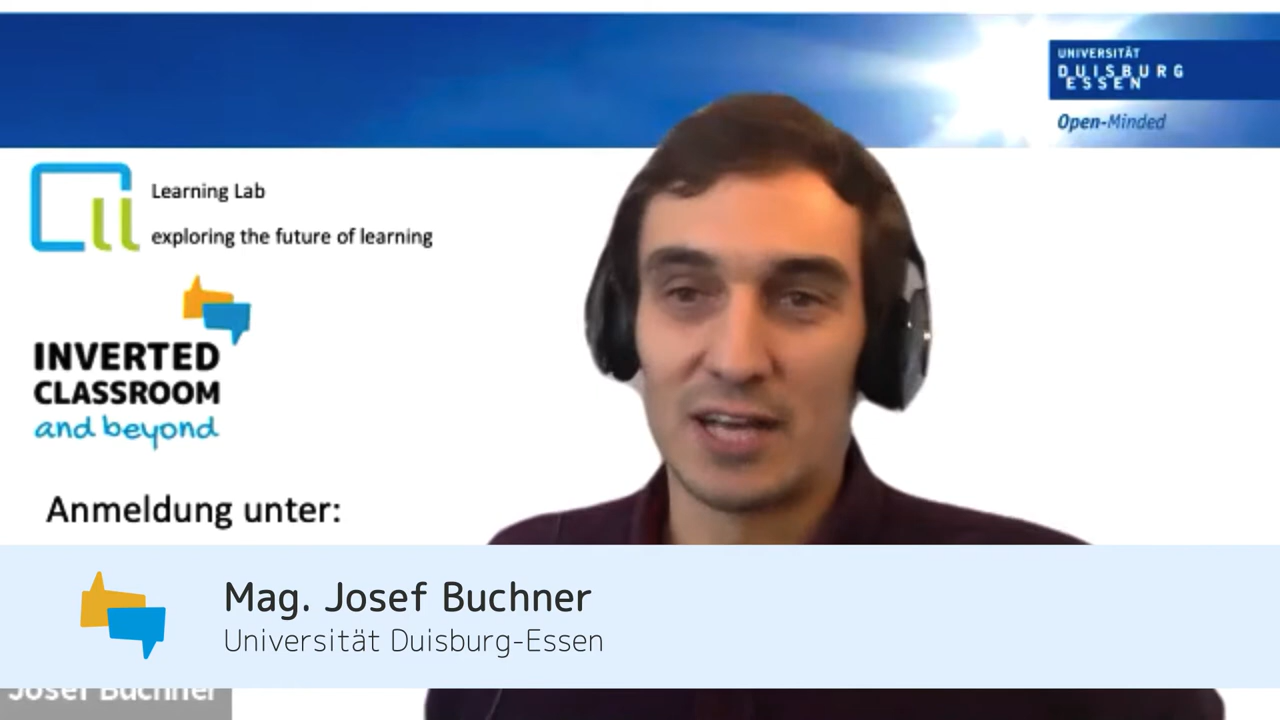 UNIVERSITÄT
DUISBURG
ESSEN
Open-Minded
Learning Lab
exploring the future of learning
INVERTED
CLASSROOM
and beyond
Anmeldung unter:
Mag. Josef Buchner
Universität Duisburg-Essen
Josef Buchner